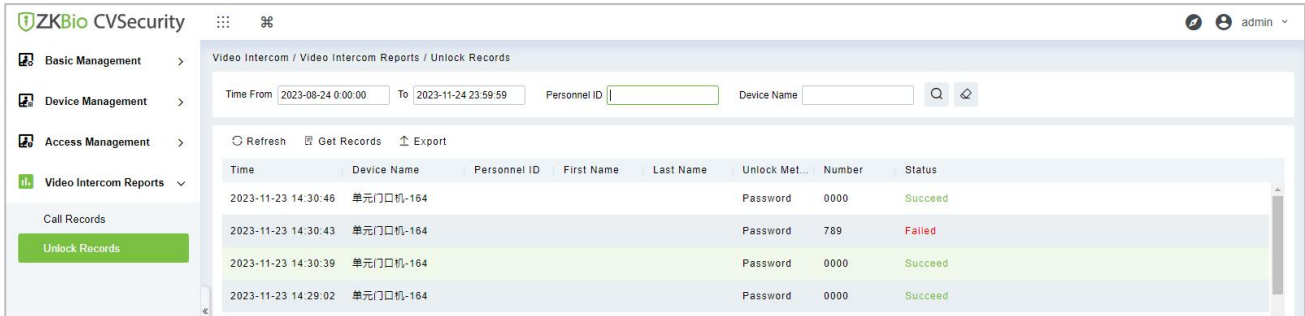 ZKBio CVSecurity
admin
Basic Management
Device Management
Access Management
Video Intercom Reports
Call Records
Unlock Records
Video Intercom / Video Intercom Reports / Unlock Records
Time From 2023-08-24 0:00:00 To 2023-11-24 23:59:59 Personnel ID Device Name
Refresh Get Records Export
Time Device Name Personnel ID First Name Last Name Unlock Met... Number Status
2023-11-23 14:30:46 单元门口机-164 Password 0000 Succeed
2023-11-23 14:30:43 单元门口机-164 Password 789 Failed
2023-11-23 14:30:39 单元门口机-164 Password 0000 Succeed
2023-11-23 14:29:02 单元门口机-164 Password 0000 Succeed